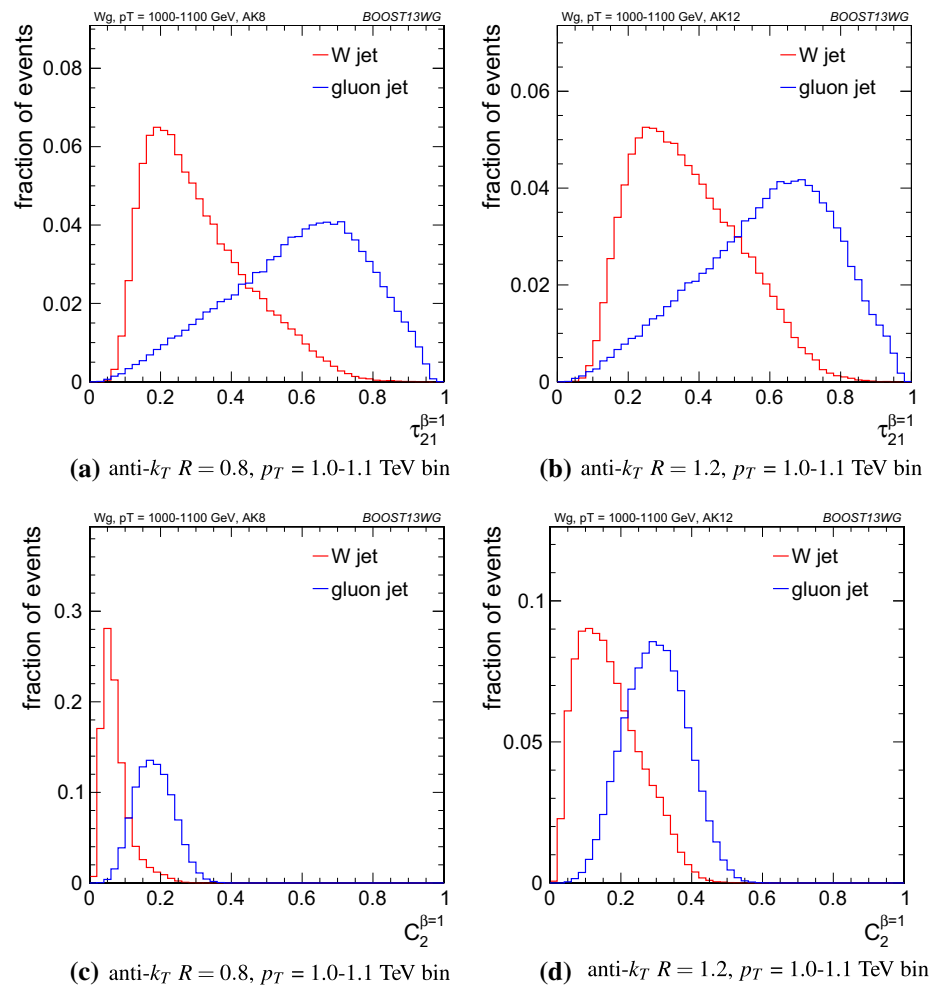 Wg, pT = 1000-1100 GeV, AK8 BOOST13WG
fraction of events
W jet
gluon jet
0.08
0.06
0.04
0.02
0
0 0.2 0.4 0.6 0.8 1
τ21^β=1
(a) anti-kT R = 0.8, pT = 1.0-1.1 TeV bin
Wg, pT = 1000-1100 GeV, AK12 BOOST13WG
fraction of events
W jet
gluon jet
0.06
0.04
0.02
0
0 0.2 0.4 0.6 0.8 1
τ21^β=1
(b) anti-kT R = 1.2, pT = 1.0-1.1 TeV bin
Wg, pT = 1000-1100 GeV, AK8 BOOST13WG
fraction of events
W jet
gluon jet
0.3
0.2
0.1
0
0 0.2 0.4 0.6 0.8 1
C2^β=1
(c) anti-kT R = 0.8, pT = 1.0-1.1 TeV bin
Wg, pT = 1000-1100 GeV, AK12 BOOST13WG
fraction of events
W jet
gluon jet
0.1
0.05
0
0 0.2 0.4 0.6 0.8 1
C2^β=1
(d) anti-kT R = 1.2, pT = 1.0-1.1 TeV bin